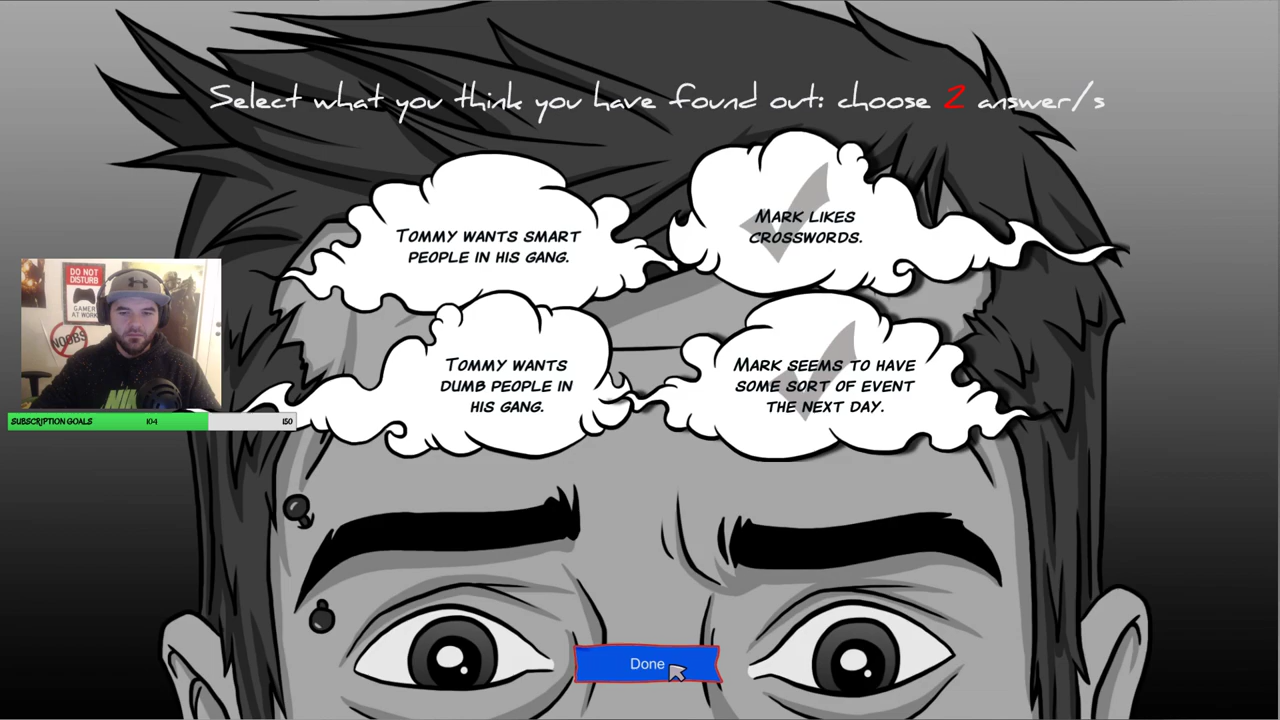 Select what you think you have found out: choose 2 answer/s
TOMMY WANTS SMART
PEOPLE IN HIS GANG.
MARK LIKES
CROSSWORDS.
TOMMY WANTS
DUMB PEOPLE IN
HIS GANG.
MARK SEEMS TO HAVE
SOME SORT OF EVENT
THE NEXT DAY.
DO NOT
DISTURB
GAMER
AT WORK
NOOBS
NIK
SUBSCRIPTION GOALS 104 150
Done